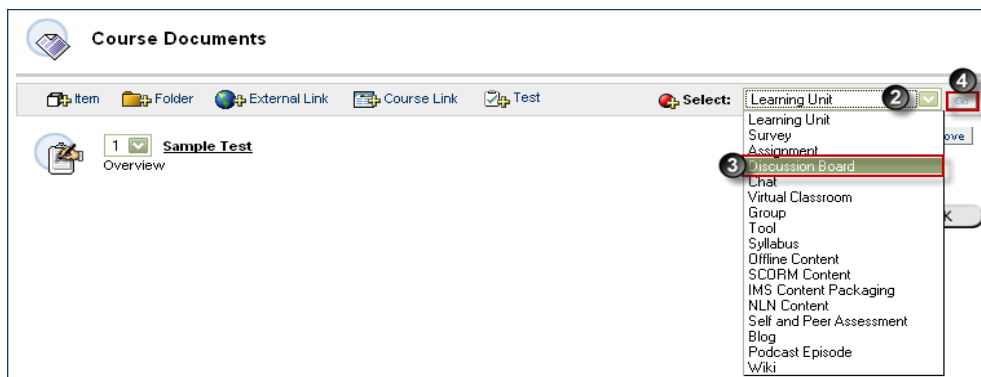 Course Documents
Item Folder External Link Course Link Test Select: Learning Unit 2 4
1 Sample Test
Overview
Learning Unit
Survey
Assignment
3 Discussion Board
Chat
Virtual Classroom
Group
Tool
Syllabus
Offline Content
SCORM Content
IMS Content Packaging
NLN Content
Self and Peer Assessment
Blog
Podcast Episode
Wiki
ove
K